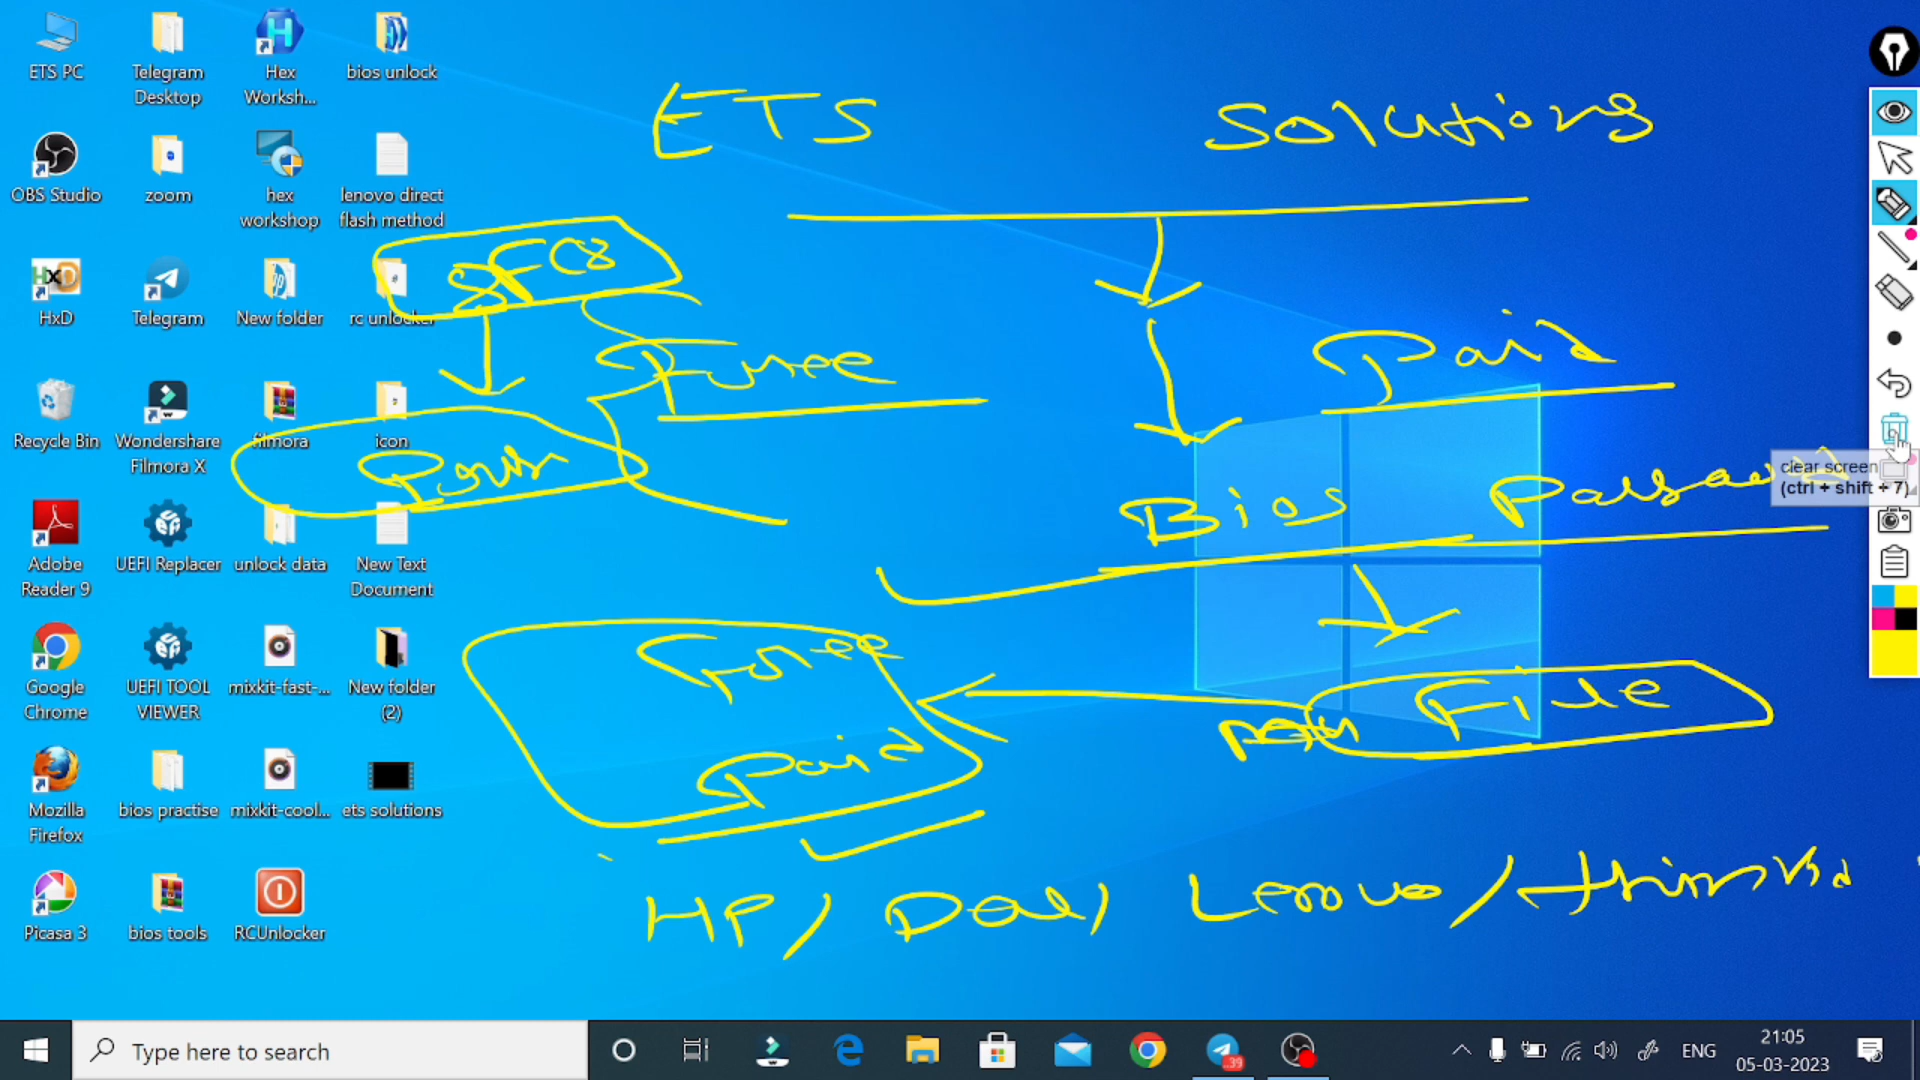 ETS PC
Telegram Desktop
Hex Worksh...
bios unlock
ETS Solutions
OBS Studio
zoom
hex workshop
lenovo direct flash method
HxD
Telegram
New folder
rc unlocker
Free
Paid
Recycle Bin
Wondershare Filmora X
filmora
icon
Bios
clear screen
(ctrl + shift + 7)
Adobe Reader 9
UEFI Replacer
unlock data
New Text Document
Free
File
Paid
Google Chrome
UEFI TOOL VIEWER
mixkit-fast-...
New folder (2)
Mozilla Firefox
bios practise
mixkit-cool...
ets solutions
HP/ Dell/ Lenovo/
Picasa 3
bios tools
RCUnlocker
Type here to search
39
ENG
21:05
05-03-2023